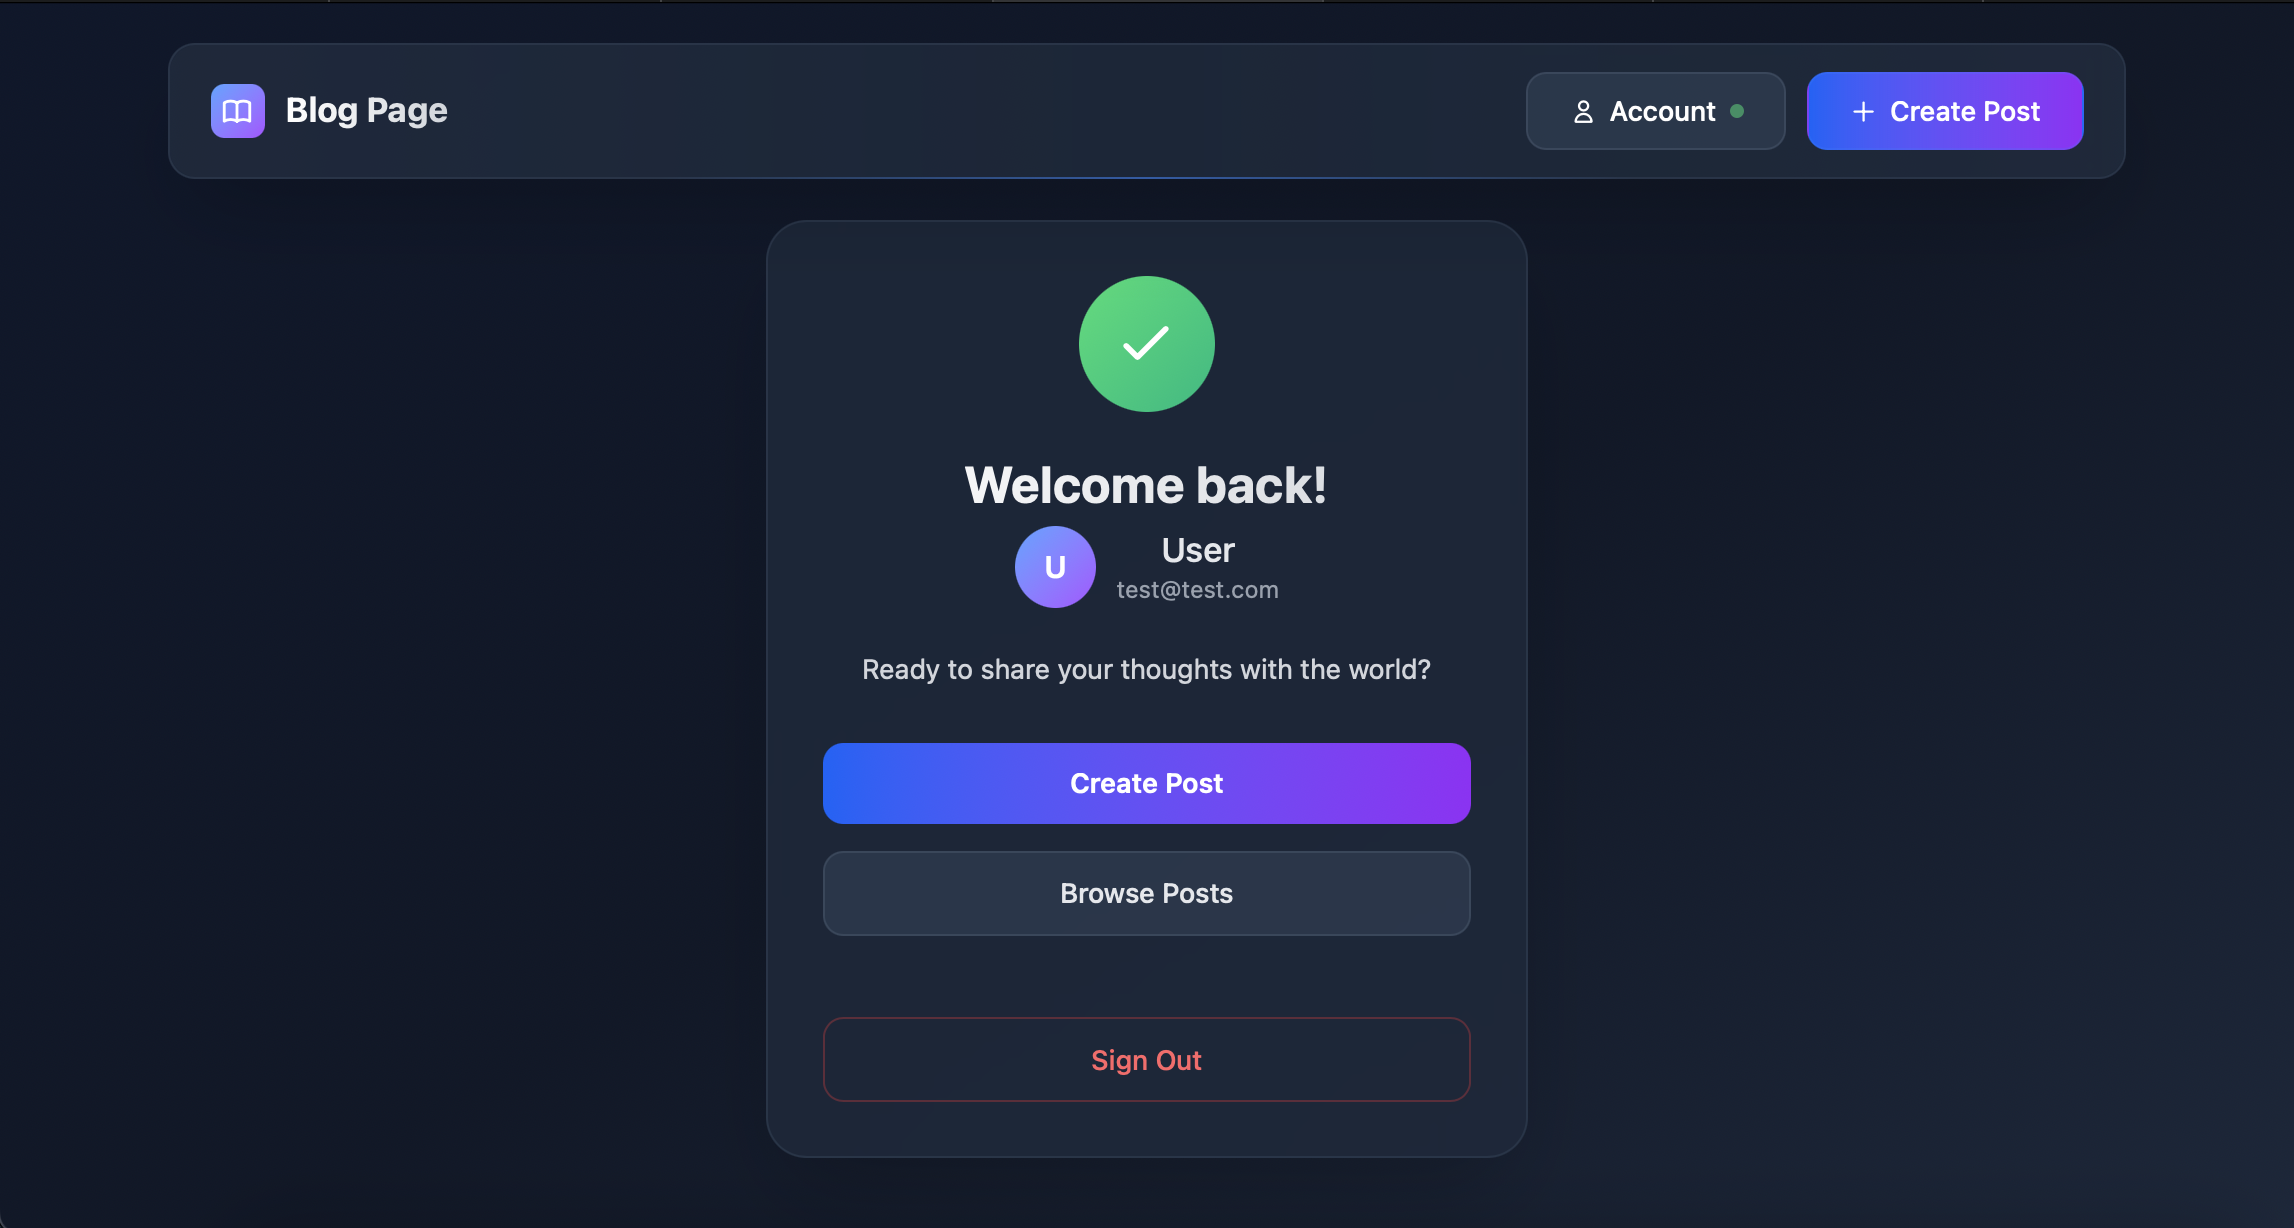 Blog Page
Account
Create Post
Welcome back!
U
User
test@test.com
Ready to share your thoughts with the world?
Create Post
Browse Posts
Sign Out